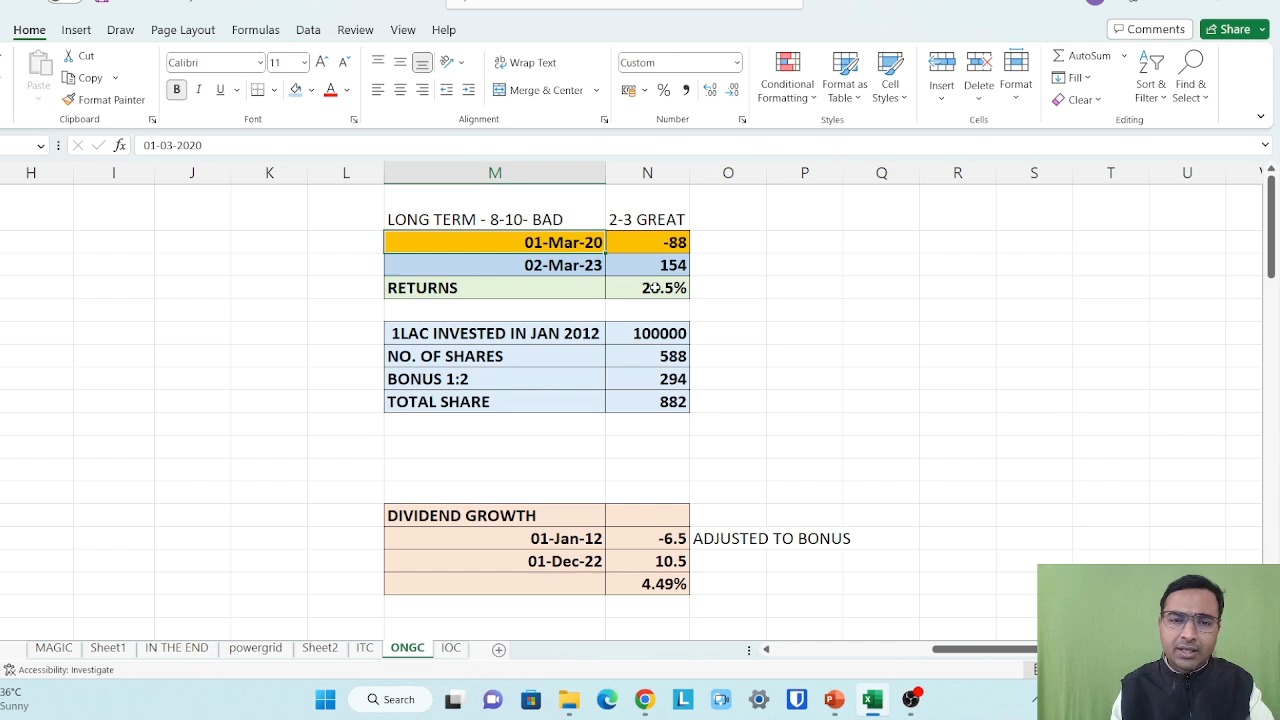 Home Insert Draw Page Layout Formulas Data Review View Help Comments Share
Cut
Copy
Format Painter
Paste
Clipboard
Calibri 11
B I U A
Font
Wrap Text
Merge & Center
Alignment
Custom
%
Number
Conditional Formatting
Format as Table
Cell Styles
Styles
Insert Delete Format
Cells
AutoSum
Fill
Clear
Sort & Filter
Find & Select
Editing
fx 01-03-2020
H I J K L M N O P Q R S T U
LONG TERM - 8-10- BAD 2-3 GREAT
01-Mar-20 -88
02-Mar-23 154
RETURNS
1LAC INVESTED IN JAN 2012 100000
NO. OF SHARES 588
BONUS 1:2 294
TOTAL SHARE 882
DIVIDEND GROWTH
01-Jan-12 -6.5 ADJUSTED TO BONUS
01-Dec-22 10.5
4.49%
MAGIC Sheet1 IN THE END powergrid Sheet2 ITC ONGC IOC
Accessibility: Investigate
36°C
Sunny
Search